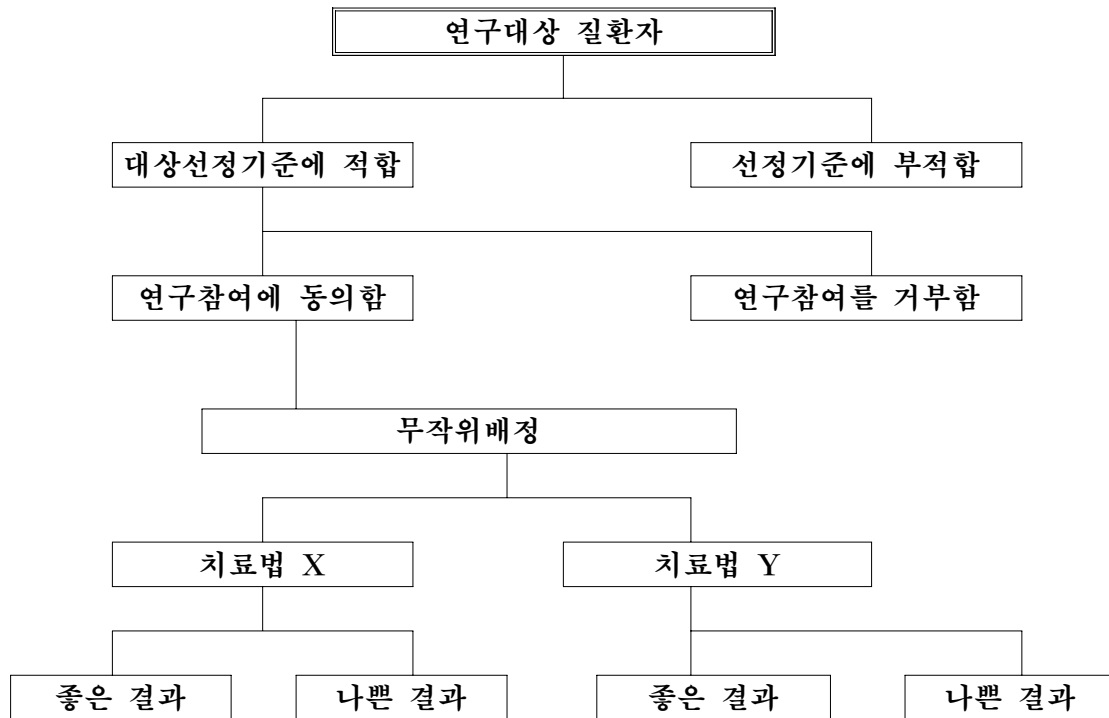 연구대상 질환자
대상선정기준에 적합
선정기준에 부적합
연구참여에 동의함
연구참여를 거부함
무작위배정
치료법 X
치료법 Y
좋은 결과
나쁜 결과
좋은 결과
나쁜 결과